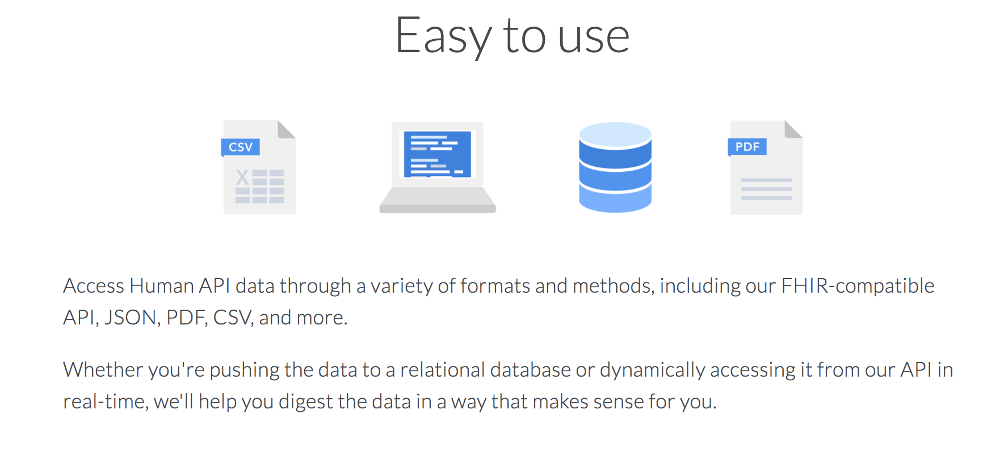 Easy to use
CSV
X
PDF
Access Human API data through a variety of formats and methods, including our FHIR-compatible
API, JSON, PDF, CSV, and more.
Whether you're pushing the data to a relational database or dynamically accessing it from our API in
real-time, we'll help you digest the data in a way that makes sense for you.